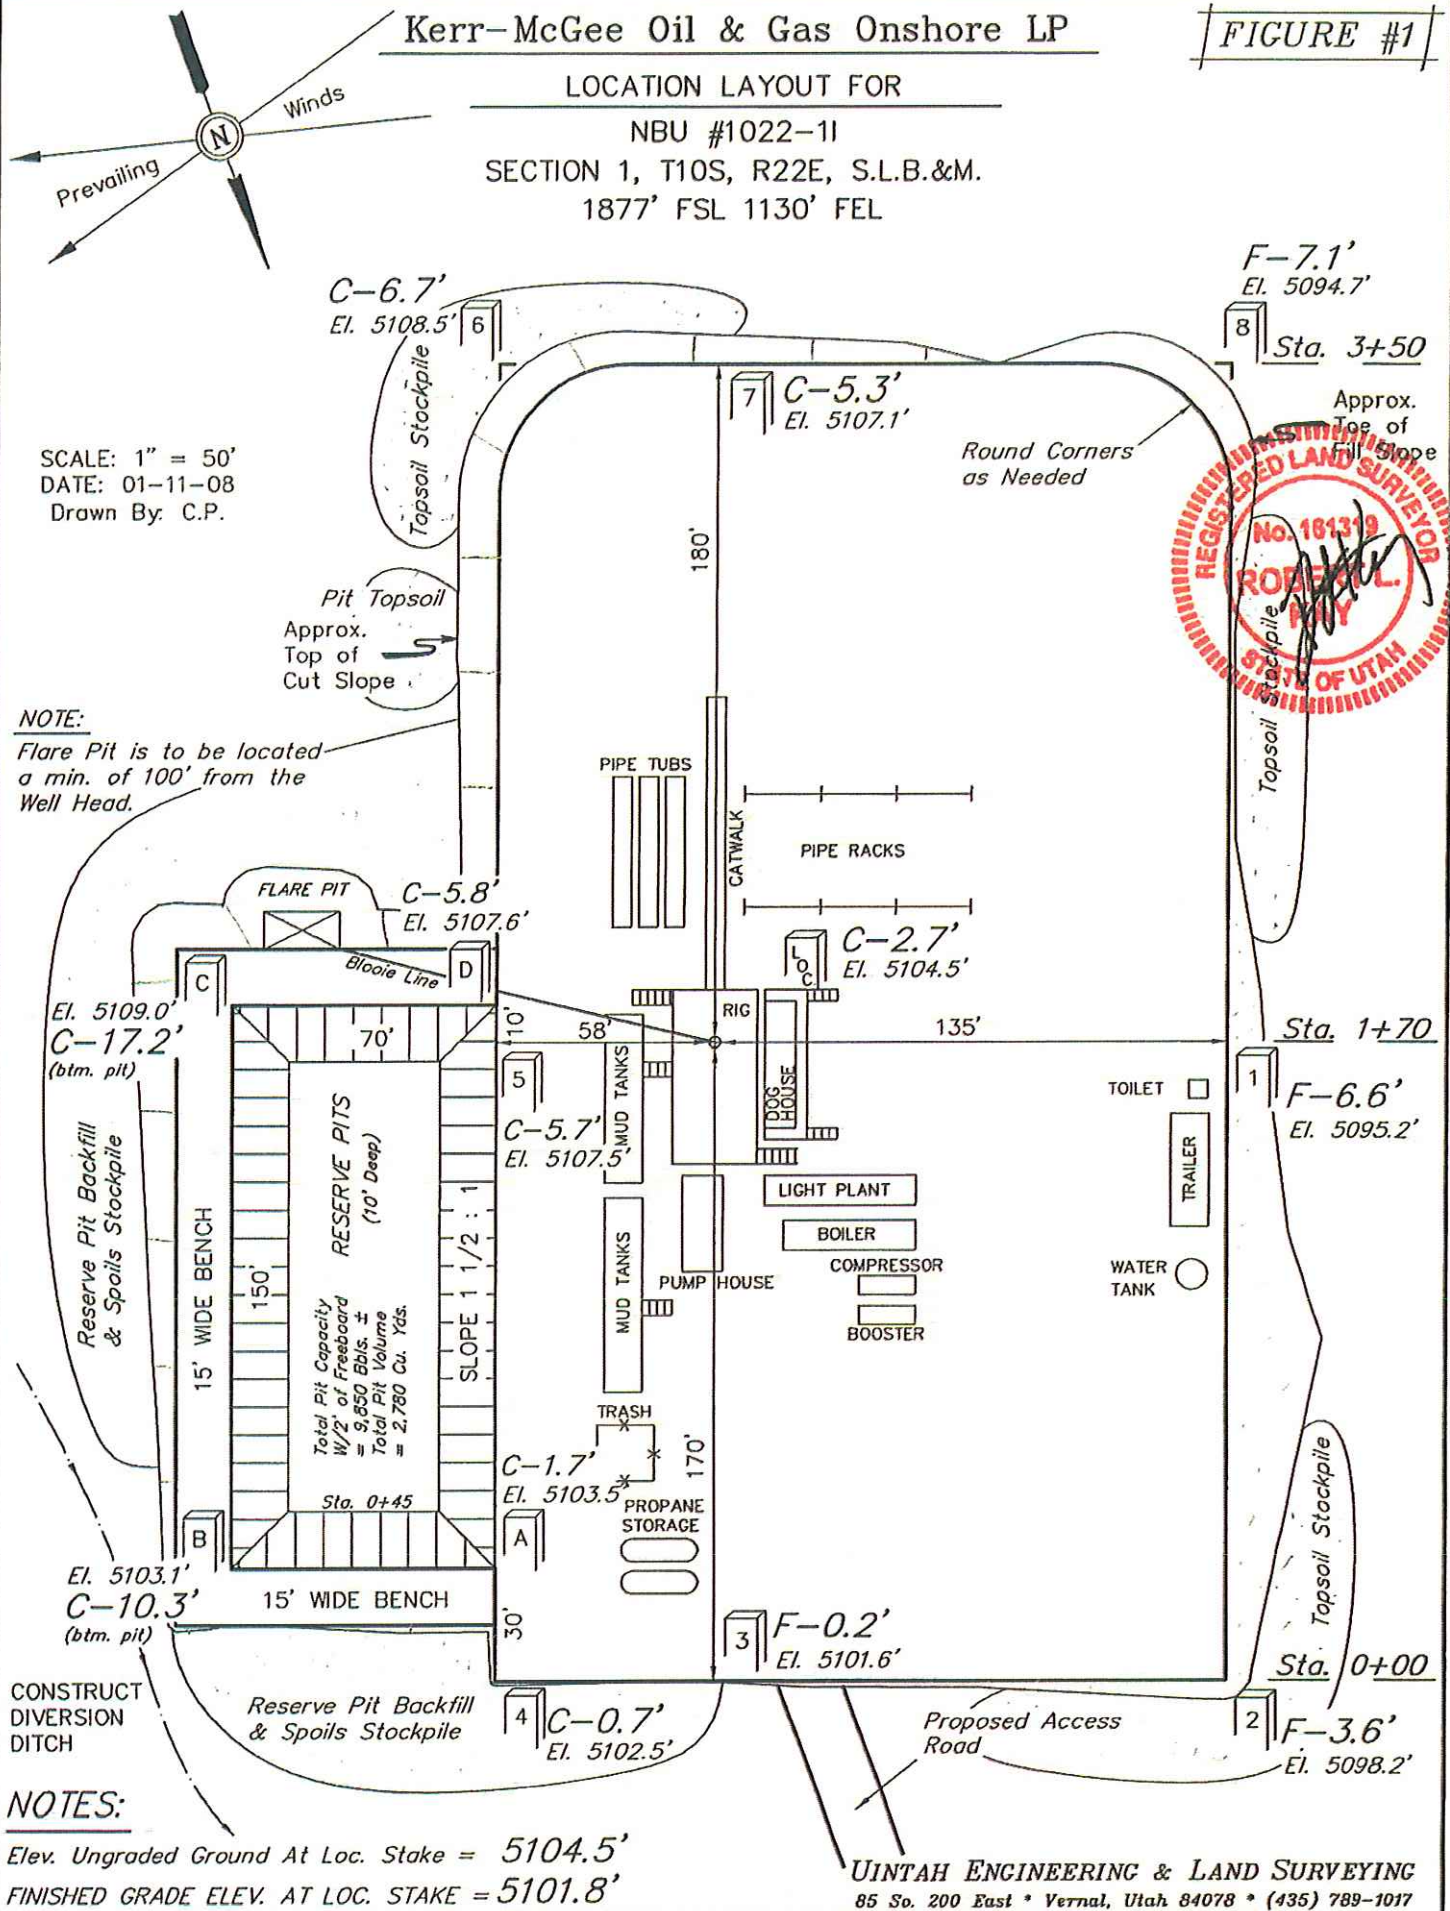 Kerr-McGee Oil & Gas Onshore LP
FIGURE #1
LOCATION LAYOUT FOR
NBU #1022-1I
SECTION 1, T10S, R22E, S.L.B.&M.
1877' FSL 1130' FEL
Winds
N
Prevailing
SCALE: 1" = 50'
DATE: 01-11-08
Drawn By: C.P.
C-6.7'
El. 5108.5'
6
F-7.1'
El. 5094.7'
8
Sta. 3+50
7
C-5.3'
El. 5107.1'
Topsoil Stockpile
Round Corners
as Needed
Approx.
Toe of
Fill Slope
REGISTERED LAND SURVEYOR
No. 161319
ROBERT L.
KAY
STATE OF UTAH
Topsoil Stockpile
180'
Pit Topsoil
Approx.
Top of
Cut Slope
NOTE:
Flare Pit is to be located
a min. of 100' from the
Well Head.
PIPE TUBS
CATWALK
PIPE RACKS
FLARE PIT
C-5.8'
El. 5107.6'
Blooie Line
D
C
El. 5109.0'
C-17.2'
(btm. pit)
LOC.
C-2.7'
El. 5104.5'
RIG
70'
10'
58'
135'
Sta. 1+70
5
C-5.7'
El. 5107.5'
MUD TANKS
DOG
HOUSE
TOILET
1
F-6.6'
El. 5095.2'
TRAILER
LIGHT PLANT
BOILER
COMPRESSOR
BOOSTER
WATER
TANK
PUMP HOUSE
MUD TANKS
Reserve Pit Backfill
& Spoils Stockpile
15' WIDE BENCH
150'
RESERVE PITS
(10' Deep)
Total Pit Capacity
W/2' of Freeboard
= 9,850 Bbls. ±
Total Pit Volume
= 2,780 Cu. Yds.
SLOPE 1 1/2 : 1
Sta. 0+45
TRASH
170'
C-1.7'
El. 5103.5'
A
PROPANE
STORAGE
B
El. 5103.1'
C-10.3'
(btm. pit)
15' WIDE BENCH
30'
3
F-0.2'
El. 5101.6'
Topsoil Stockpile
Sta. 0+00
2
F-3.6'
El. 5098.2'
CONSTRUCT
DIVERSION
DITCH
Reserve Pit Backfill
& Spoils Stockpile
4
C-0.7'
El. 5102.5'
Proposed Access
Road
NOTES:
Elev. Ungraded Ground At Loc. Stake = 5104.5'
FINISHED GRADE ELEV. AT LOC. STAKE = 5101.8'
UINTAH ENGINEERING & LAND SURVEYING
85 So. 200 East * Vernal, Utah 84078 * (435) 789-1017